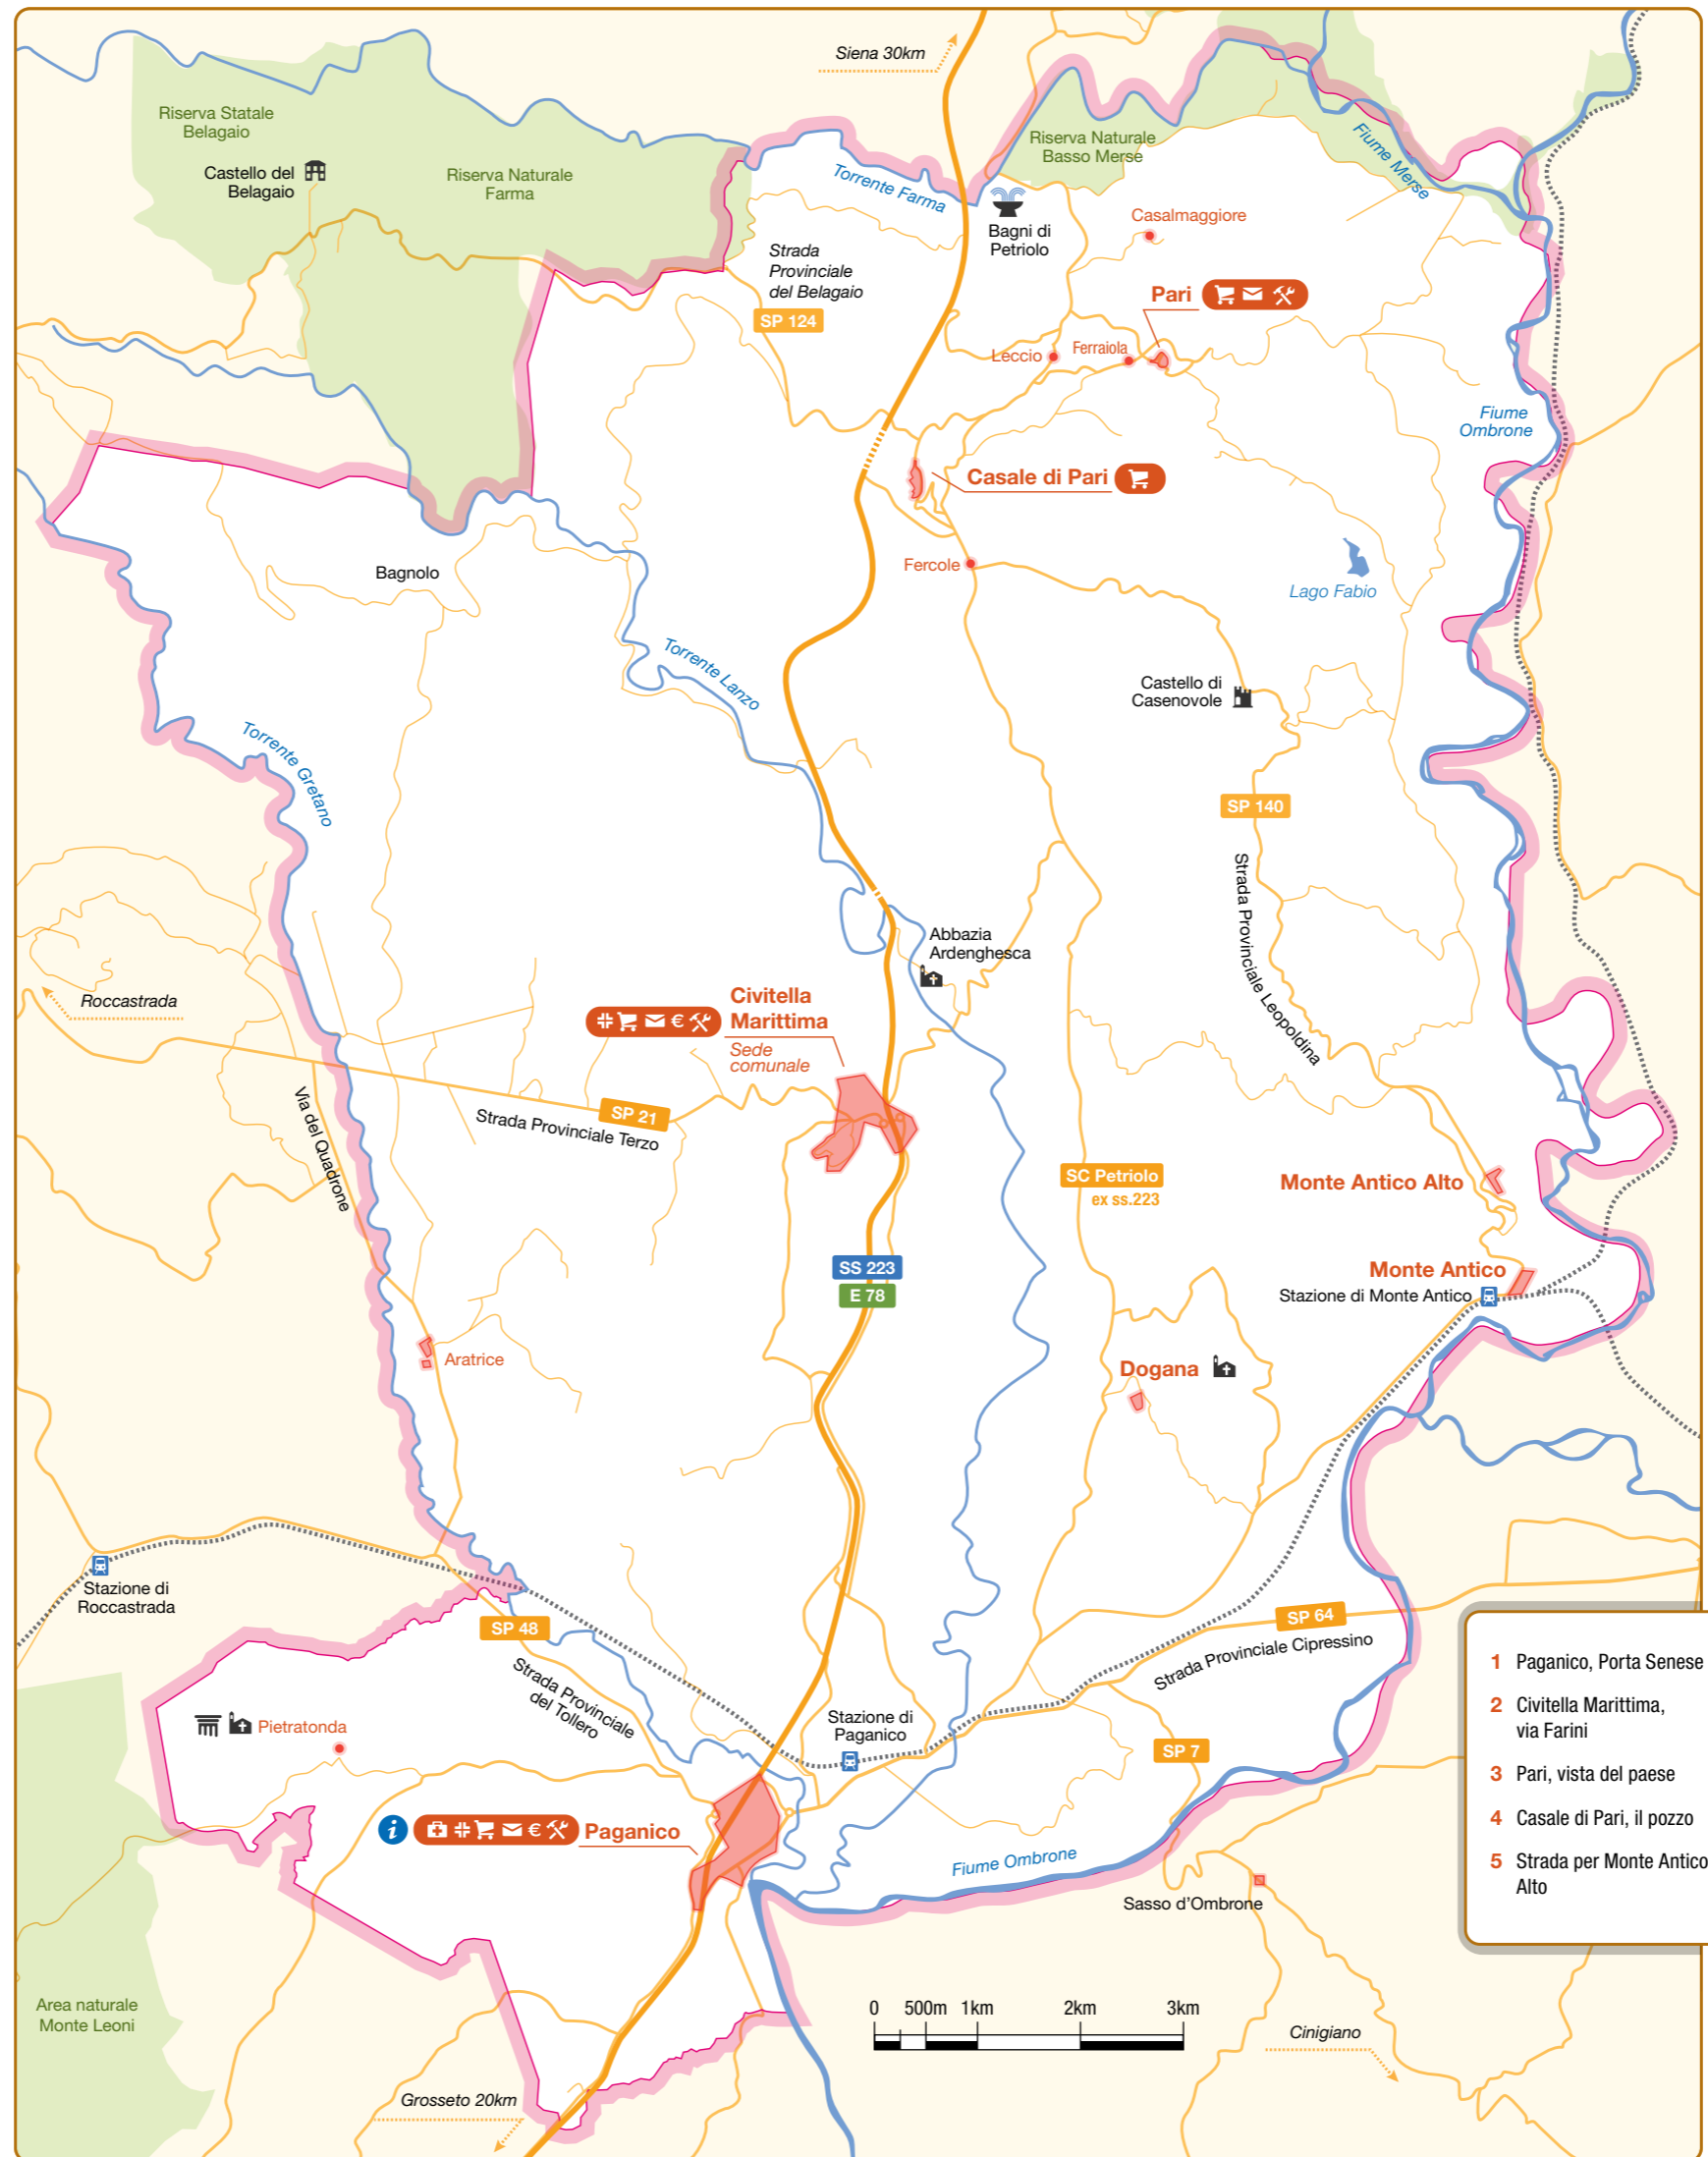 Siena 30km
Riserva Statale
Belagaio
Castello del
Belagaio
Riserva Naturale
Farma
Torrente Farma
Riserva Naturale
Basso Merse
Fiume Merse
Bagni di
Petriolo
Casalmaggiore
Strada
Provinciale
del Belagaio
SP 124
Pari
Leccio
Ferraiola
Fiume
Ombrone
Casale di Pari
Fercole
Bagnolo
Lago Fabio
Torrente Lanzo
Castello di
Casenovole
Torrente Gretano
SP 140
Strada Provinciale Leopoldina
Abbazia
Ardenghesca
Roccastrada
Civitella
Marittima
€
Sede
comunale
Via del Quadrone
SP 21
Strada Provinciale Terzo
SC Petriolo
ex ss.223
Monte Antico Alto
SS 223
E 78
Monte Antico
Stazione di Monte Antico
Aratrice
Dogana
Stazione di
Roccastrada
SP 48
Strada Provinciale
del Tollero
SP 64
Strada Provinciale Cipressino
Pietratonda
Stazione di
Paganico
SP 7
i
€
Paganico
Fiume Ombrone
Sasso d'Ombrone
1 Paganico, Porta Senese
2 Civitella Marittima,
via Farini
3 Pari, vista del paese
4 Casale di Pari, il pozzo
5 Strada per Monte Antico
Alto
Area naturale
Monte Leoni
0 500m 1km 2km 3km
Cinigiano
Grosseto 20km